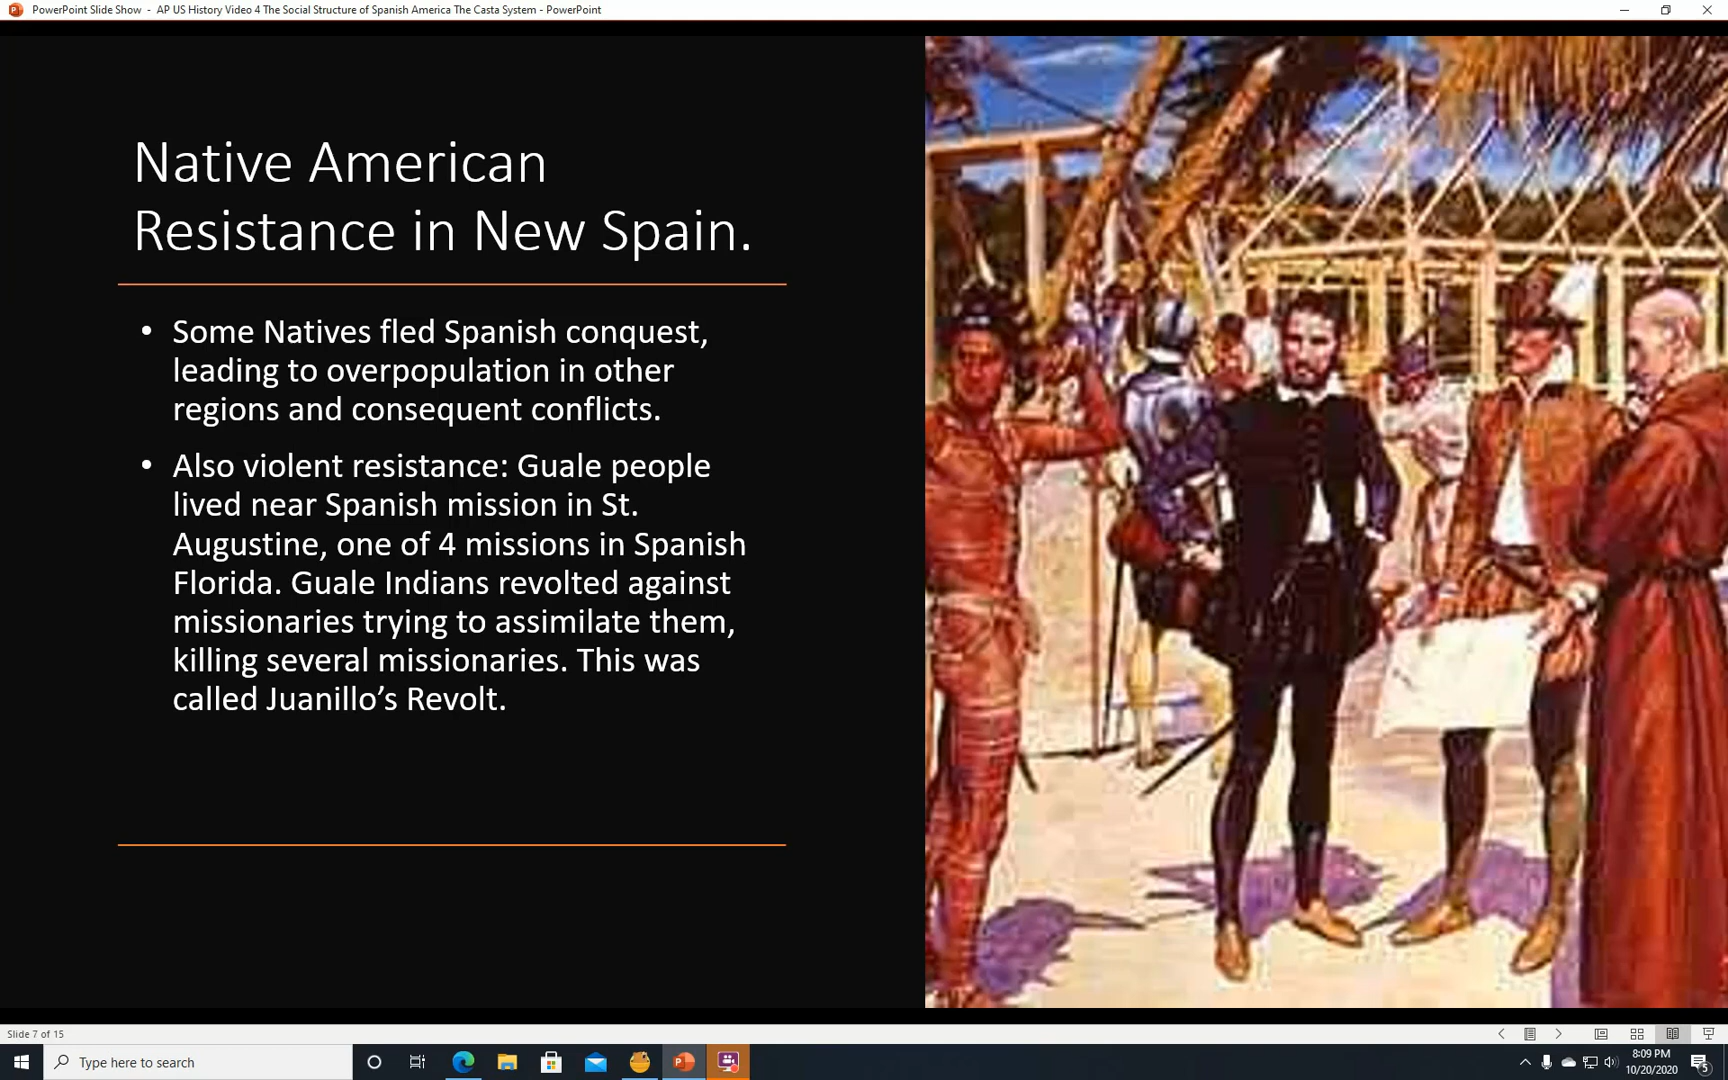 PowerPoint Slide Show - AP US History Video 4 The Social Structure of Spanish America The Casta System - PowerPoint
Native American
Resistance in New Spain.
• Some Natives fled Spanish conquest,
leading to overpopulation in other
regions and consequent conflicts.
• Also violent resistance: Guale people
lived near Spanish mission in St.
Augustine, one of 4 missions in Spanish
Florida. Guale Indians revolted against
missionaries trying to assimilate them,
killing several missionaries. This was
called Juanillo’s Revolt.
Slide 7 of 15
Type here to search
8:09 PM
10/20/2020
5